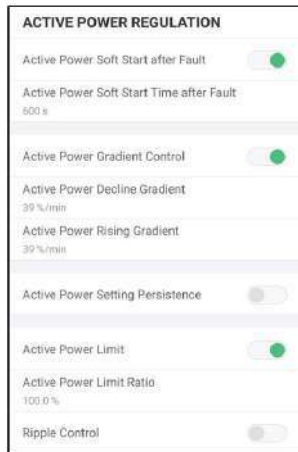 ACTIVE POWER REGULATION
Active Power Soft Start after Fault
Active Power Soft Start Time after Fault
600 s
Active Power Gradient Control
Active Power Decline Gradient
39 %/min
Active Power Rising Gradient
39 %/min
Active Power Setting Persistence
Active Power Limit
Active Power Limit Ratio
100.0 %
Ripple Control